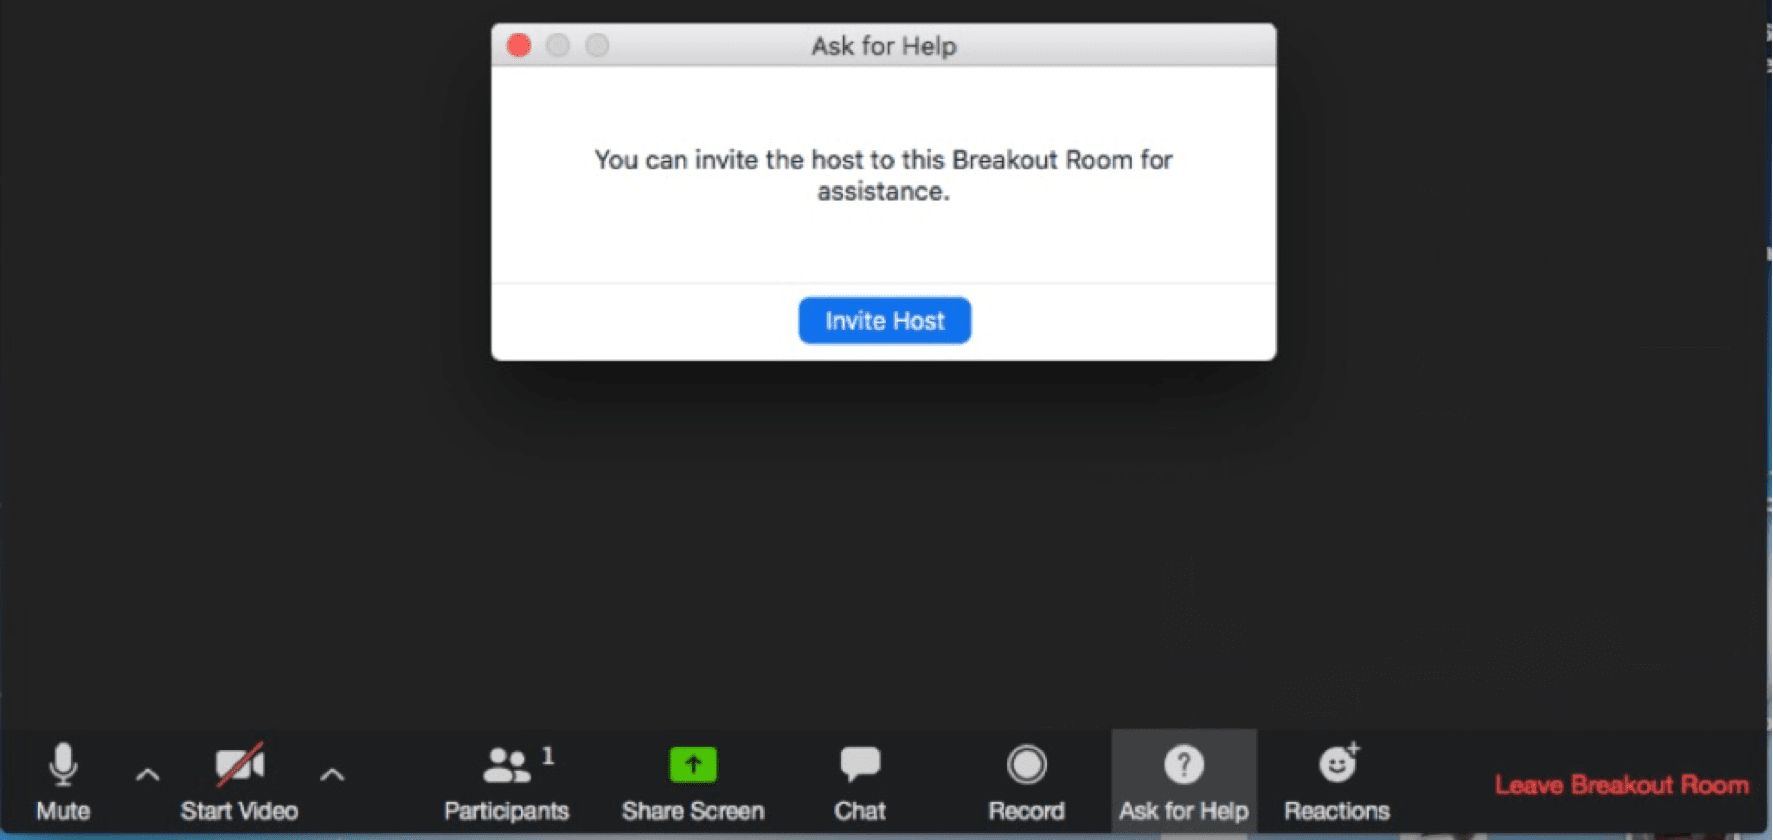 Ask for Help
You can invite the host to this Breakout Room for
assistance.
Invite Host
1
Mute
Start Video
Participants
Share Screen
Chat
Record
Ask for Help
Reactions
Leave Breakout Room